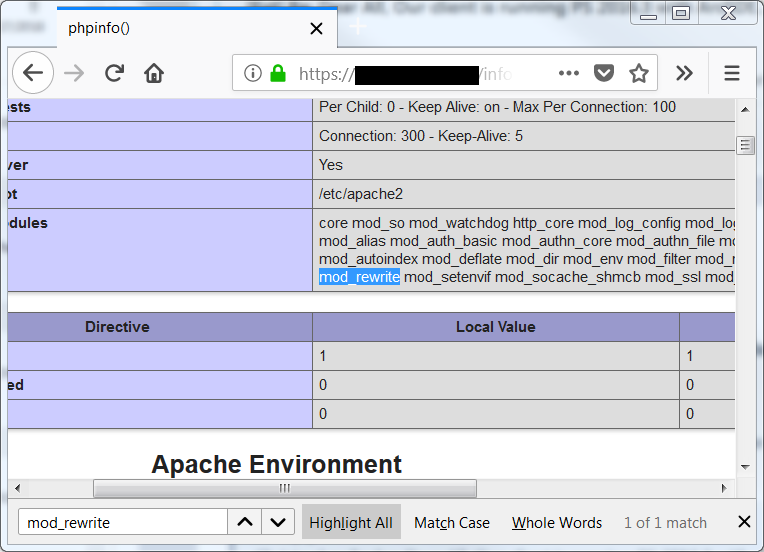 phpinfo()
https://
/info
ests
Per Child: 0 - Keep Alive: on - Max Per Connection: 100
Connection: 300 - Keep-Alive: 5
ver
Yes
ot
/etc/apache2
dules
core mod_so mod_watchdog http_core mod_log_config mod_log
mod_alias mod_auth_basic mod_authn_core mod_authn_file mo
mod_autoindex mod_deflate mod_dir mod_env mod_filter mod_
mod_rewrite mod_setenvif mod_socache_shmcb mod_ssl mod_
Directive
Local Value
1
1
ed
0
0
0
0
Apache Environment
mod_rewrite
Highlight All
Match Case
Whole Words
1 of 1 match